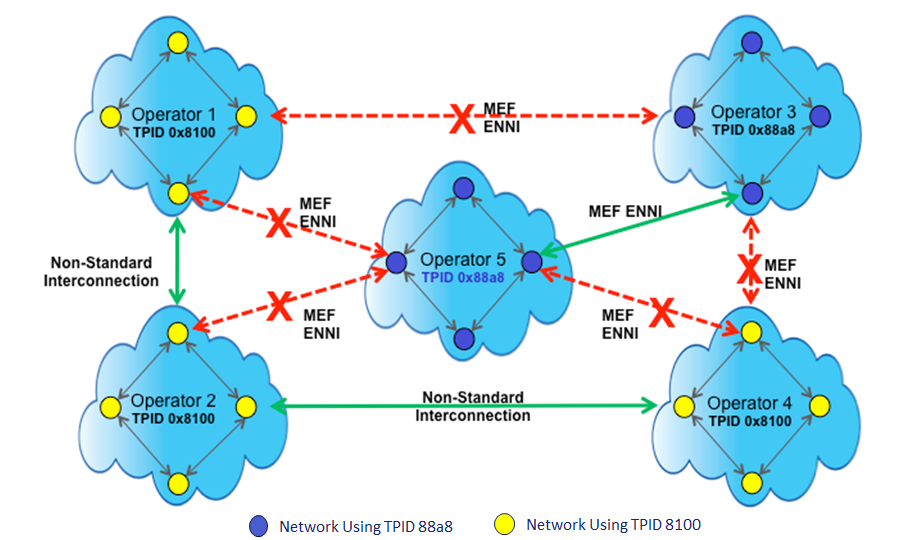 Operator 1
TPID 0x8100
MEF
ENNI
Operator 3
TPID 0x88a8
MEF
ENNI
MEF ENNI
Non-Standard
Interconnection
Operator 5
TPID 0x88a8
MEF
ENNI
MEF
ENNI
MEF
ENNI
Operator 2
TPID 0x8100
Non-Standard
Interconnection
Operator 4
TPID 0x8100
Network Using TPID 88a8
Network Using TPID 8100